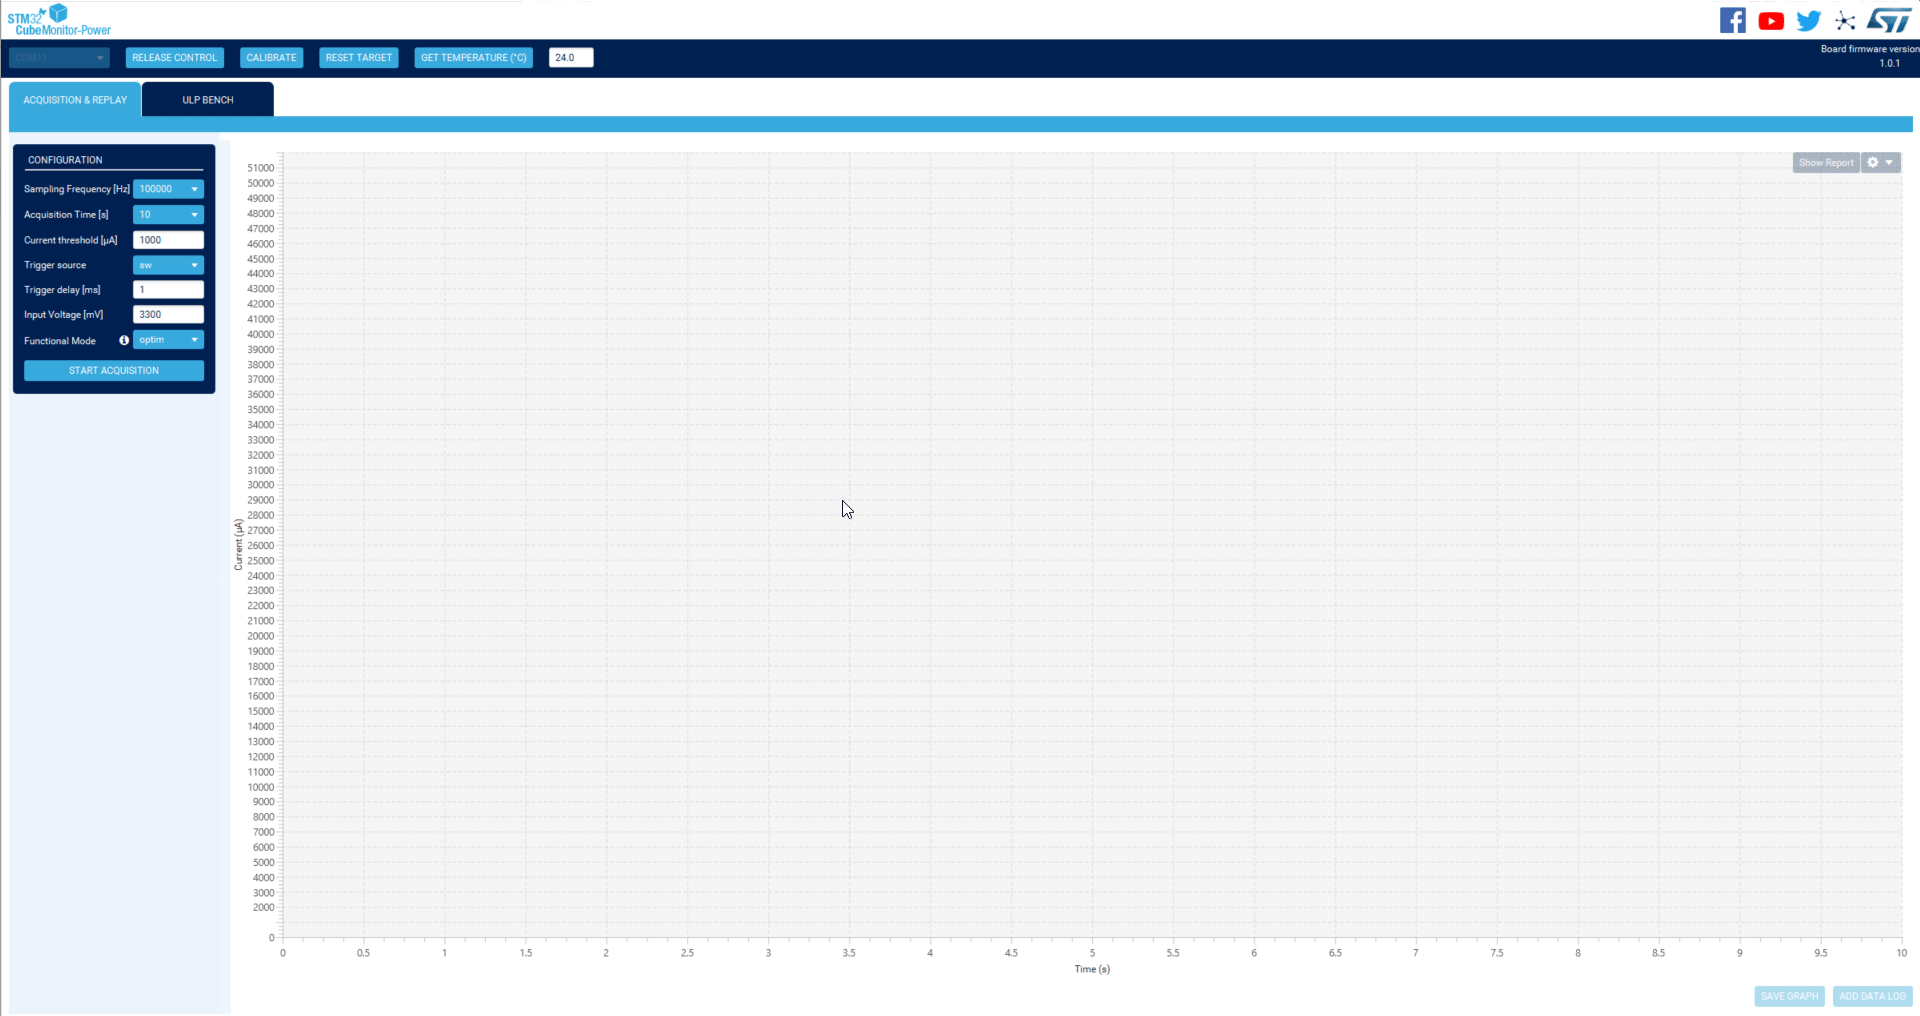 STM32
CubeMonitor-Power
COM11
RELEASE CONTROL
CALIBRATE
RESET TARGET
GET TEMPERATURE (°C)
24.0
Board firmware version
1.0.1
ACQUISITION & REPLAY
ULP BENCH
CONFIGURATION
Sampling Frequency [Hz] 100000
Acquisition Time [s] 10
Current threshold [µA] 1000
Trigger source sw
Trigger delay [ms] 1
Input Voltage [mV] 3300
Functional Mode optim
START ACQUISITION
Show Report
Current (µA)
51000
50000
49000
48000
47000
46000
45000
44000
43000
42000
41000
40000
39000
38000
37000
36000
35000
34000
33000
32000
31000
30000
29000
28000
27000
26000
25000
24000
23000
22000
21000
20000
19000
18000
17000
16000
15000
14000
13000
12000
11000
10000
9000
8000
7000
6000
5000
4000
3000
2000
0
0 0.5 1 1.5 2 2.5 3 3.5 4 4.5 5 5.5 6 6.5 7 7.5 8 8.5 9 9.5 10
Time (s)
SAVE GRAPH
ADD DATA LOG